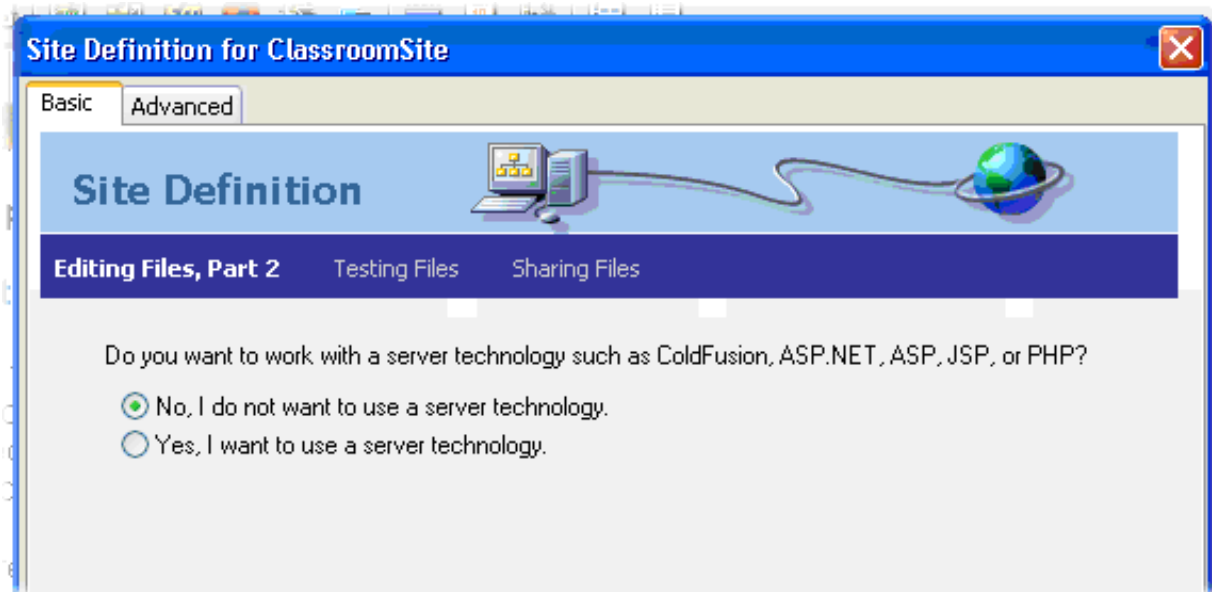 Site Definition for ClassroomSite
Basic Advanced
Site Definition
Editing Files, Part 2 Testing Files Sharing Files
Do you want to work with a server technology such as ColdFusion, ASP.NET, ASP, JSP, or PHP?
No, I do not want to use a server technology.
Yes, I want to use a server technology.